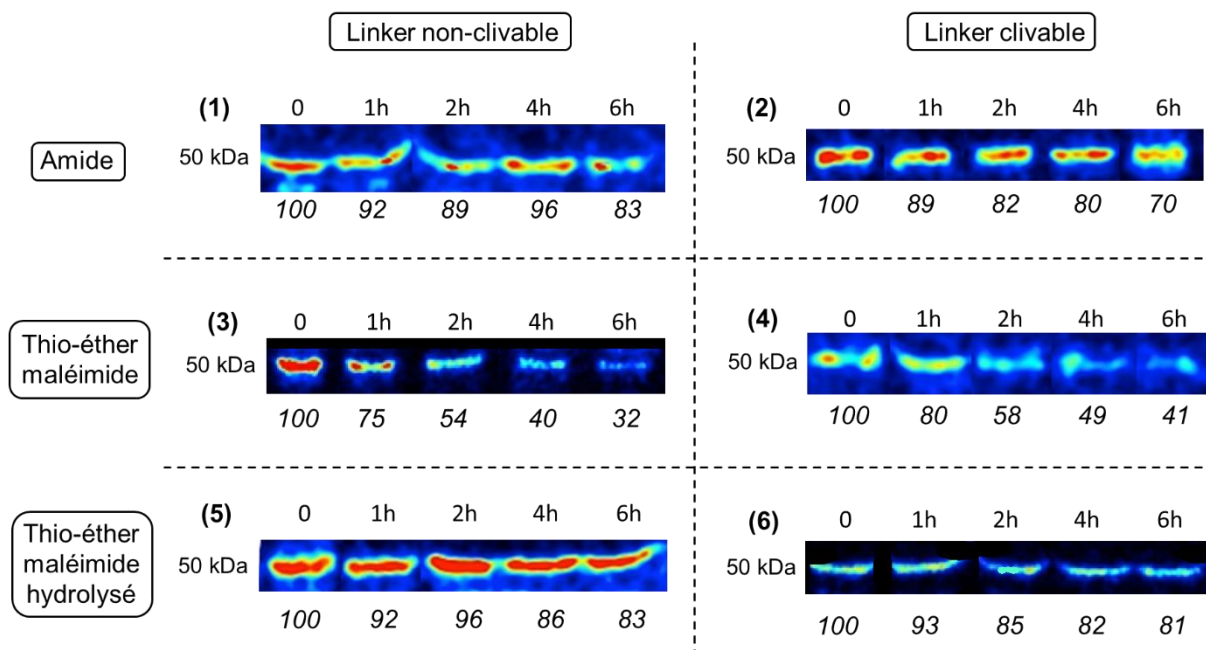 Linker non-clivable
Linker clivable
Amide
(1) 0 1h 2h 4h 6h
50 kDa
100 92 89 96 83
(2) 0 1h 2h 4h 6h
50 kDa
100 89 82 80 70
Thio-éther
maléimide
(3) 0 1h 2h 4h 6h
50 kDa
100 75 54 40 32
(4) 0 1h 2h 4h 6h
50 kDa
100 80 58 49 41
Thio-éther
maléimide
hydrolysé
(5) 0 1h 2h 4h 6h
50 kDa
100 92 96 86 83
(6) 0 1h 2h 4h 6h
50 kDa
100 93 85 82 81